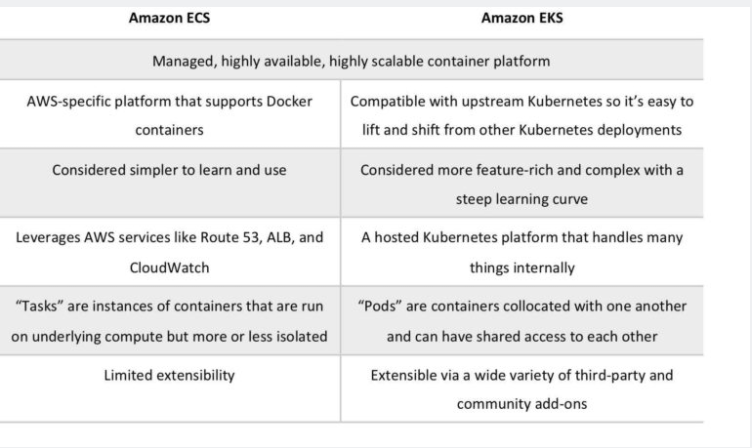 Amazon ECS
Amazon EKS
Managed, highly available, highly scalable container platform
AWS-specific platform that supports Docker
containers
Compatible with upstream Kubernetes so it’s easy to
lift and shift from other Kubernetes deployments
Considered simpler to learn and use
Considered more feature-rich and complex with a
steep learning curve
Leverages AWS services like Route 53, ALB, and
CloudWatch
A hosted Kubernetes platform that handles many
things internally
“Tasks” are instances of containers that are run
on underlying compute but more or less isolated
“Pods” are containers collocated with one another
and can have shared access to each other
Limited extensibility
Extensible via a wide variety of third-party and
community add-ons